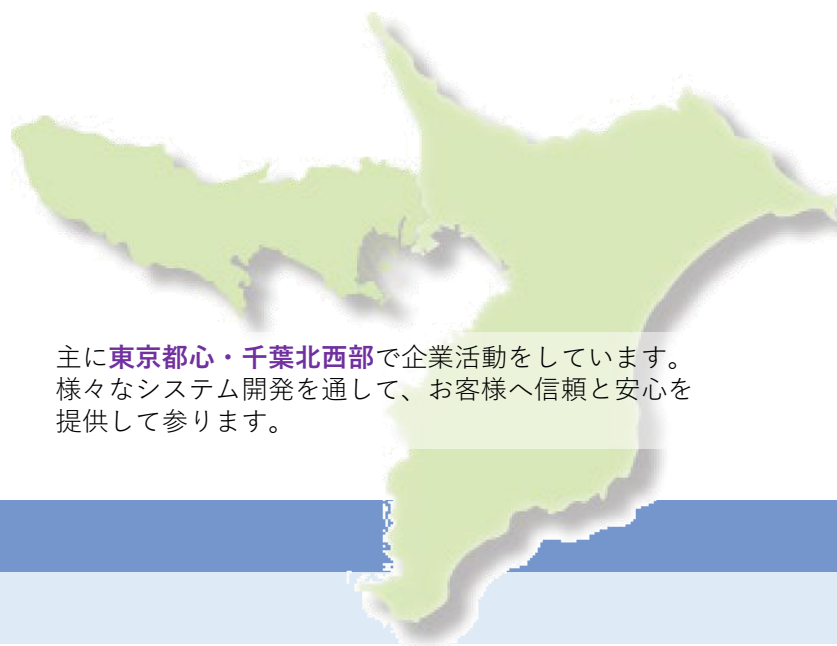 主に東京都心・千葉北西部で企業活動をしています。
様々なシステム開発を通して、お客様へ信頼と安心を
提供して参ります。